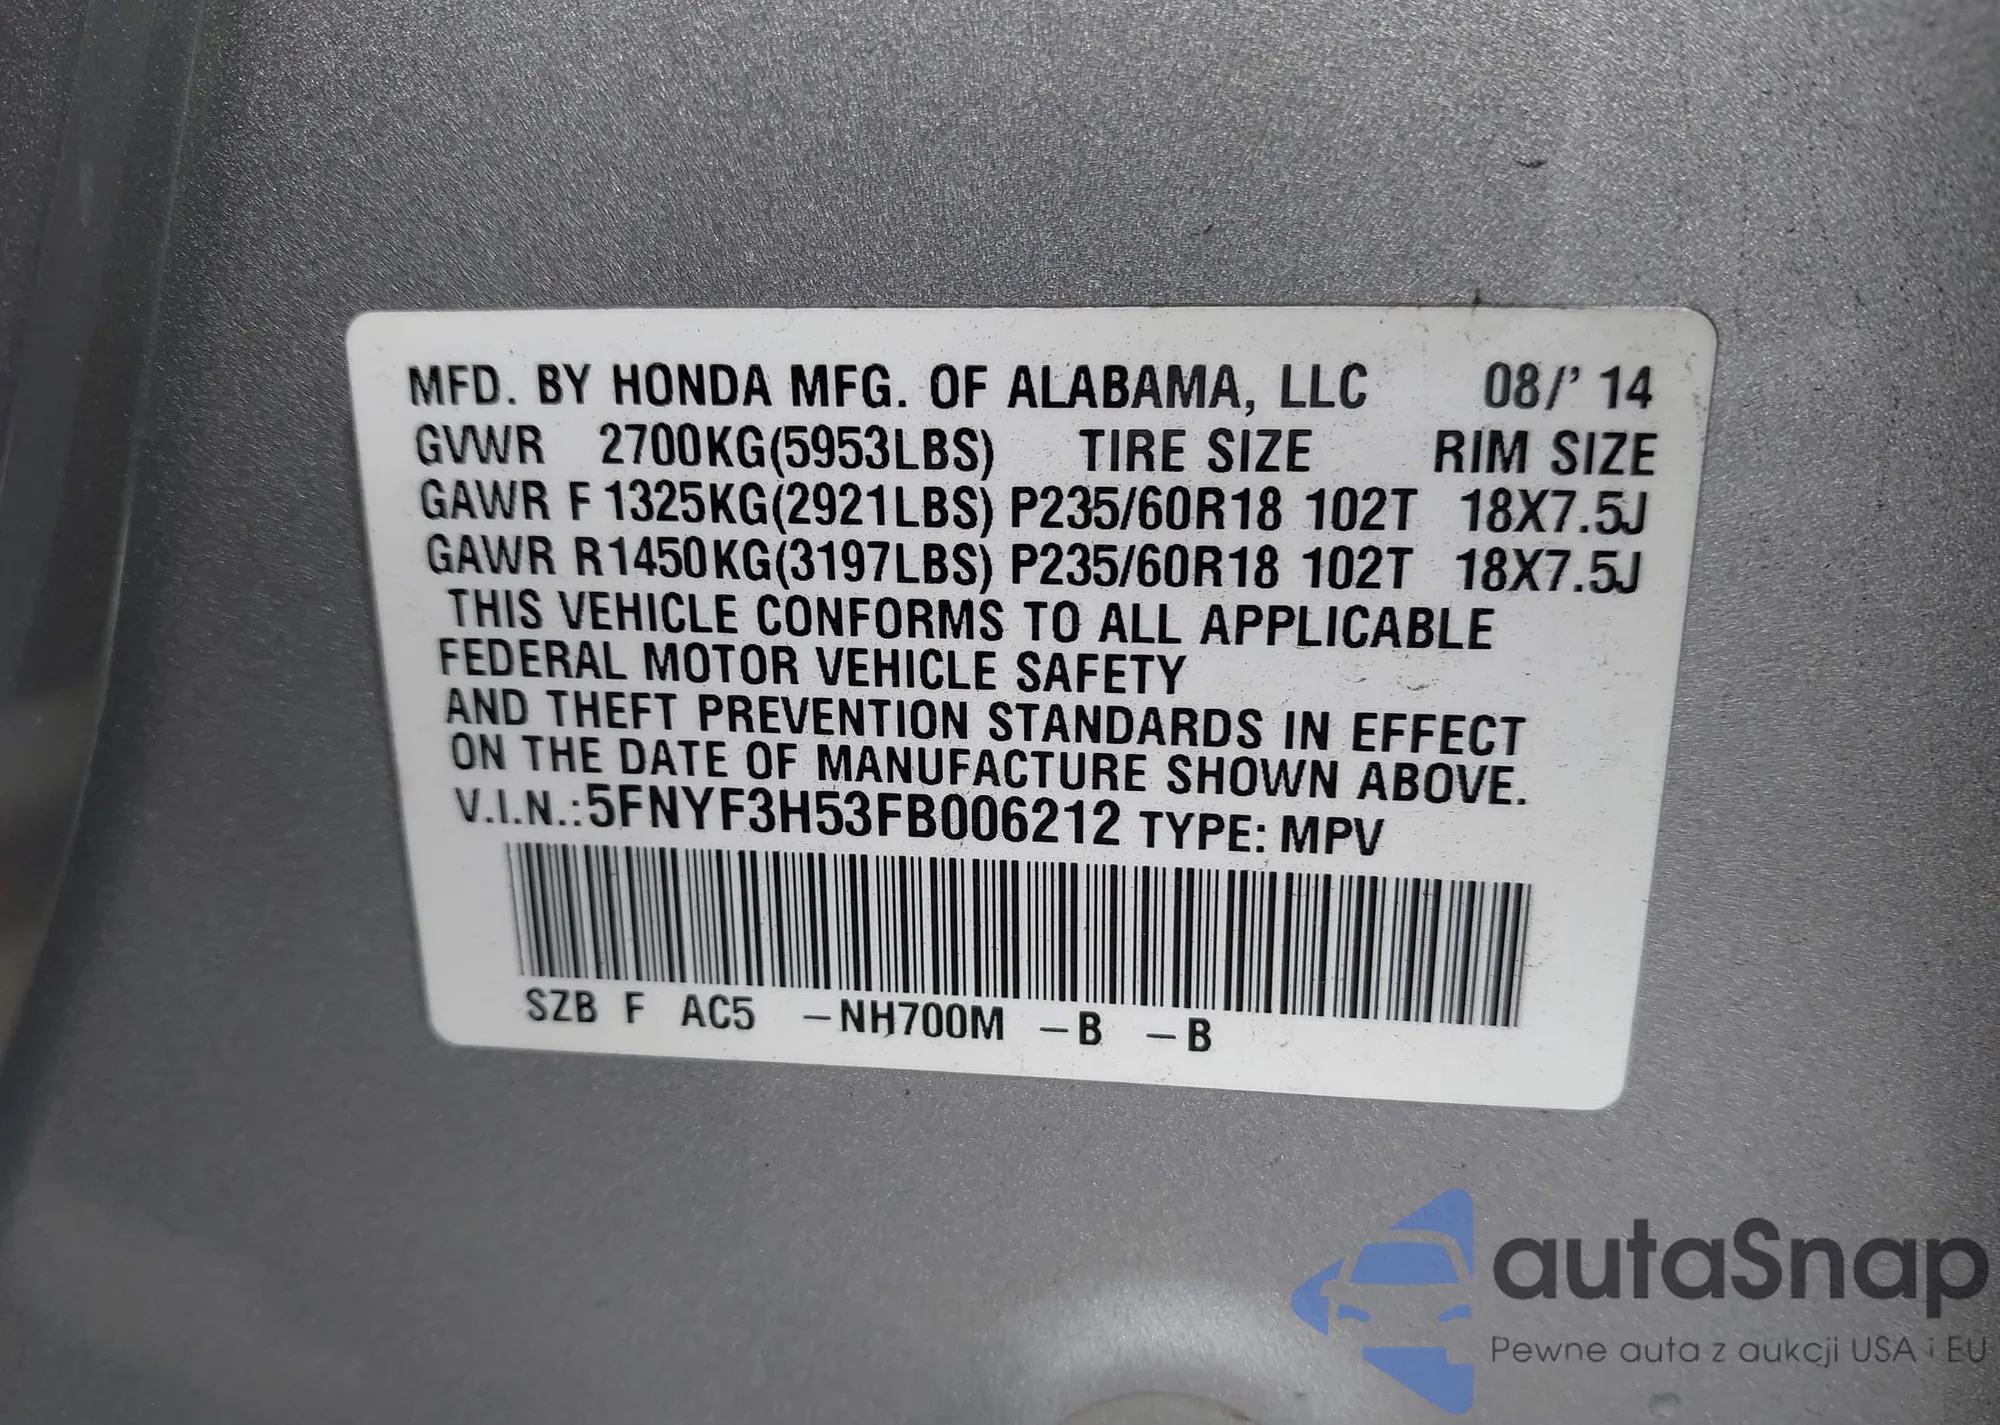 MFD. BY HONDA MFG. OF ALABAMA, LLC 08/' 14
GVWR 2700KG(5953LBS) TIRE SIZE RIM SIZE
GAWR F 1325KG(2921LBS) P235/60R18 102T 18X7.5J
GAWR R1450KG(3197LBS) P235/60R18 102T 18X7.5J
THIS VEHICLE CONFORMS TO ALL APPLICABLE
FEDERAL MOTOR VEHICLE SAFETY
AND THEFT PREVENTION STANDARDS IN EFFECT
ON THE DATE OF MANUFACTURE SHOWN ABOVE.
V.I.N.:5FNYF3H53FB006212 TYPE: MPV
SZB F AC5 -NH700M -B -B
autaSnap
Pewne auta z aukcji USA i EU